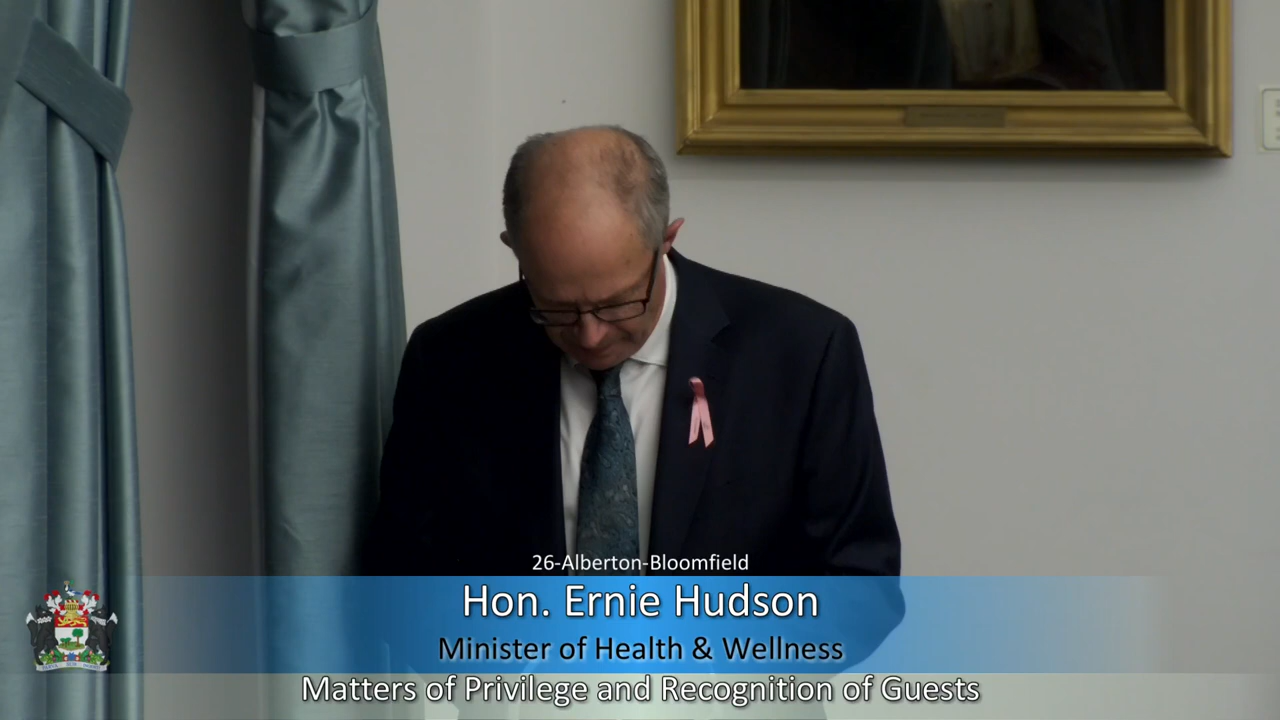 26-Alberton-Bloomfield
Hon. Ernie Hudson
Minister of Health & Wellness
Matters of Privilege and Recognition of Guests